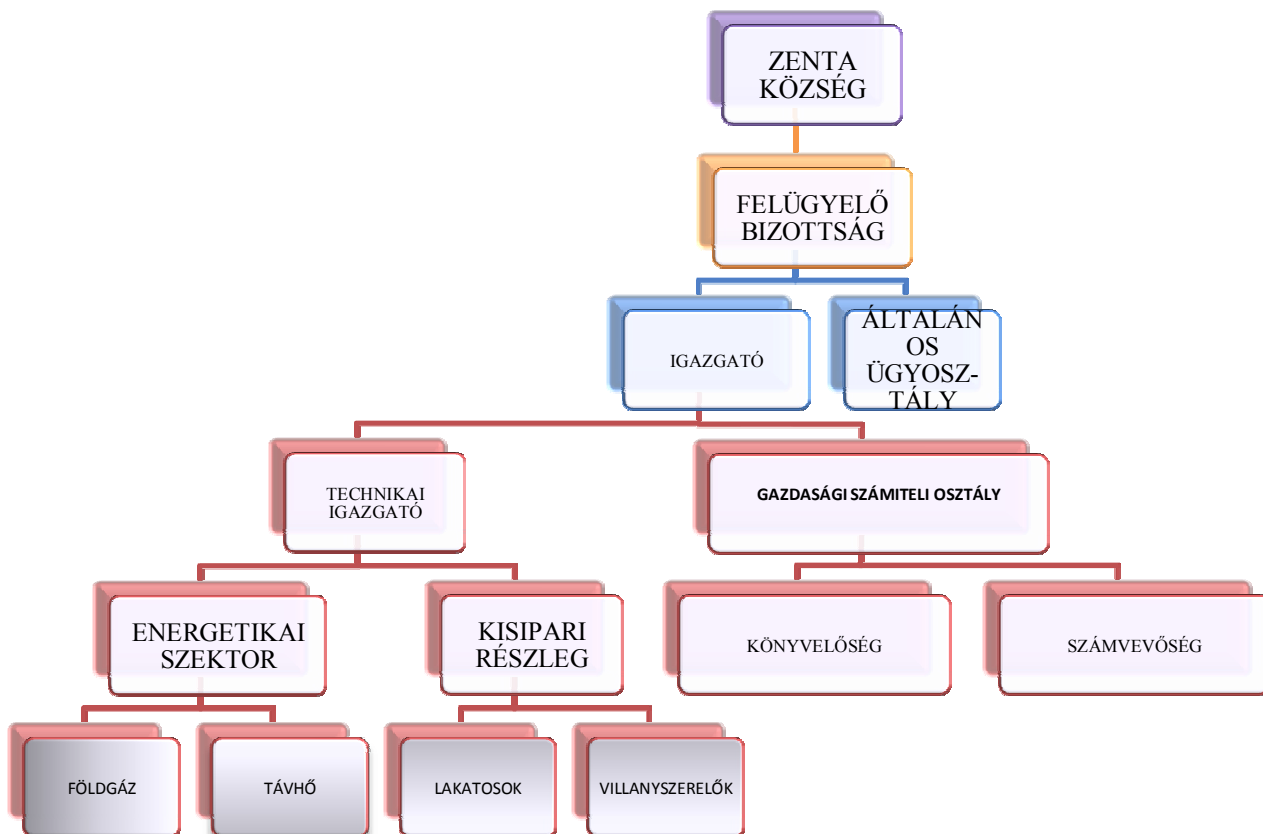 ZENTA
KÖZSÉG
FELÜGYELŐ
BIZOTTSÁG
IGAZGATÓ
ÁLTALÁN
OS
ÜGYOSZ-
TÁLY
TECHNIKAI
IGAZGATÓ
GAZDASÁGI SZÁMITELI OSZTÁLY
ENERGETIKAI
SZEKTOR
KISIPARI
RÉSZLEG
KÖNYVELŐSÉG
SZÁMVEVŐSÉG
FÖLDGÁZ
TÁVHŐ
LAKATOSOK
VILLANYSZERELŐK